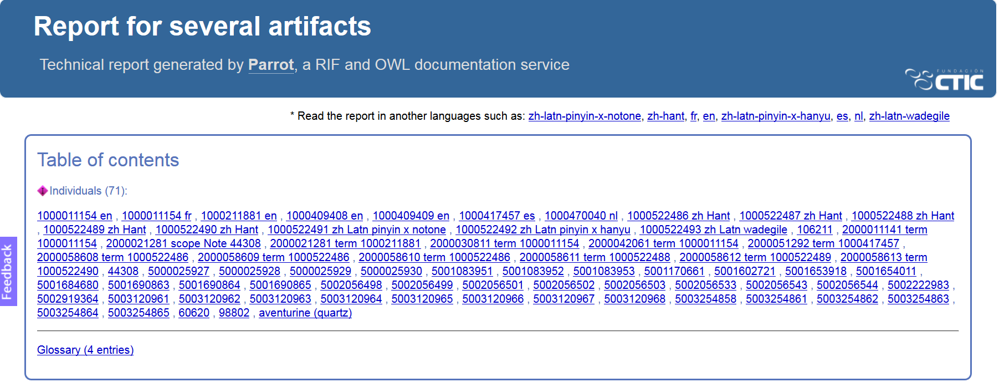 Report for several artifacts
Technical report generated by Parrot, a RIF and OWL documentation service
FUNDACIÓN
CTIC
* Read the report in another languages such as: zh-latn-pinyin-x-notone, zh-hant, fr, en, zh-latn-pinyin-x-hanyu, es, nl, zh-latn-wadegile
Table of contents
Individuals (71):
1000011154 en , 1000011154 fr , 1000211881 en , 1000409408 en , 1000409409 en , 1000417457 es , 1000470040 nl , 1000522486 zh Hant , 1000522487 zh Hant , 1000522488 zh Hant
, 1000522489 zh Hant , 1000522490 zh Hant , 1000522491 zh Latn pinyin x notone , 1000522492 zh Latn pinyin x hanyu , 1000522493 zh Latn wadegile , 106211 , 2000011141 term
1000011154 , 2000021281 scope Note 44308 , 2000021281 term 1000211881 , 2000030811 term 1000011154 , 2000042061 term 1000011154 , 2000051292 term 1000417457 ,
2000058608 term 1000522486 , 2000058609 term 1000522486 , 2000058610 term 1000522486 , 2000058611 term 1000522488 , 2000058612 term 1000522489 , 2000058613 term
1000522490 , 44308 , 5000025927 , 5000025928 , 5000025929 , 5000025930 , 5001083951 , 5001083952 , 5001083953 , 5001170661 , 5001602721 , 5001653918 , 5001654011 ,
5001684680 , 5001690863 , 5001690864 , 5001690865 , 5002056498 , 5002056499 , 5002056501 , 5002056502 , 5002056503 , 5002056533 , 5002056543 , 5002056544 , 5002222983 ,
5002919364 , 5003120961 , 5003120962 , 5003120963 , 5003120964 , 5003120965 , 5003120966 , 5003120967 , 5003120968 , 5003254858 , 5003254861 , 5003254862 , 5003254863 ,
5003254864 , 5003254865 , 60620 , 98802 , aventurine (quartz)
Glossary (4 entries)
Feedback